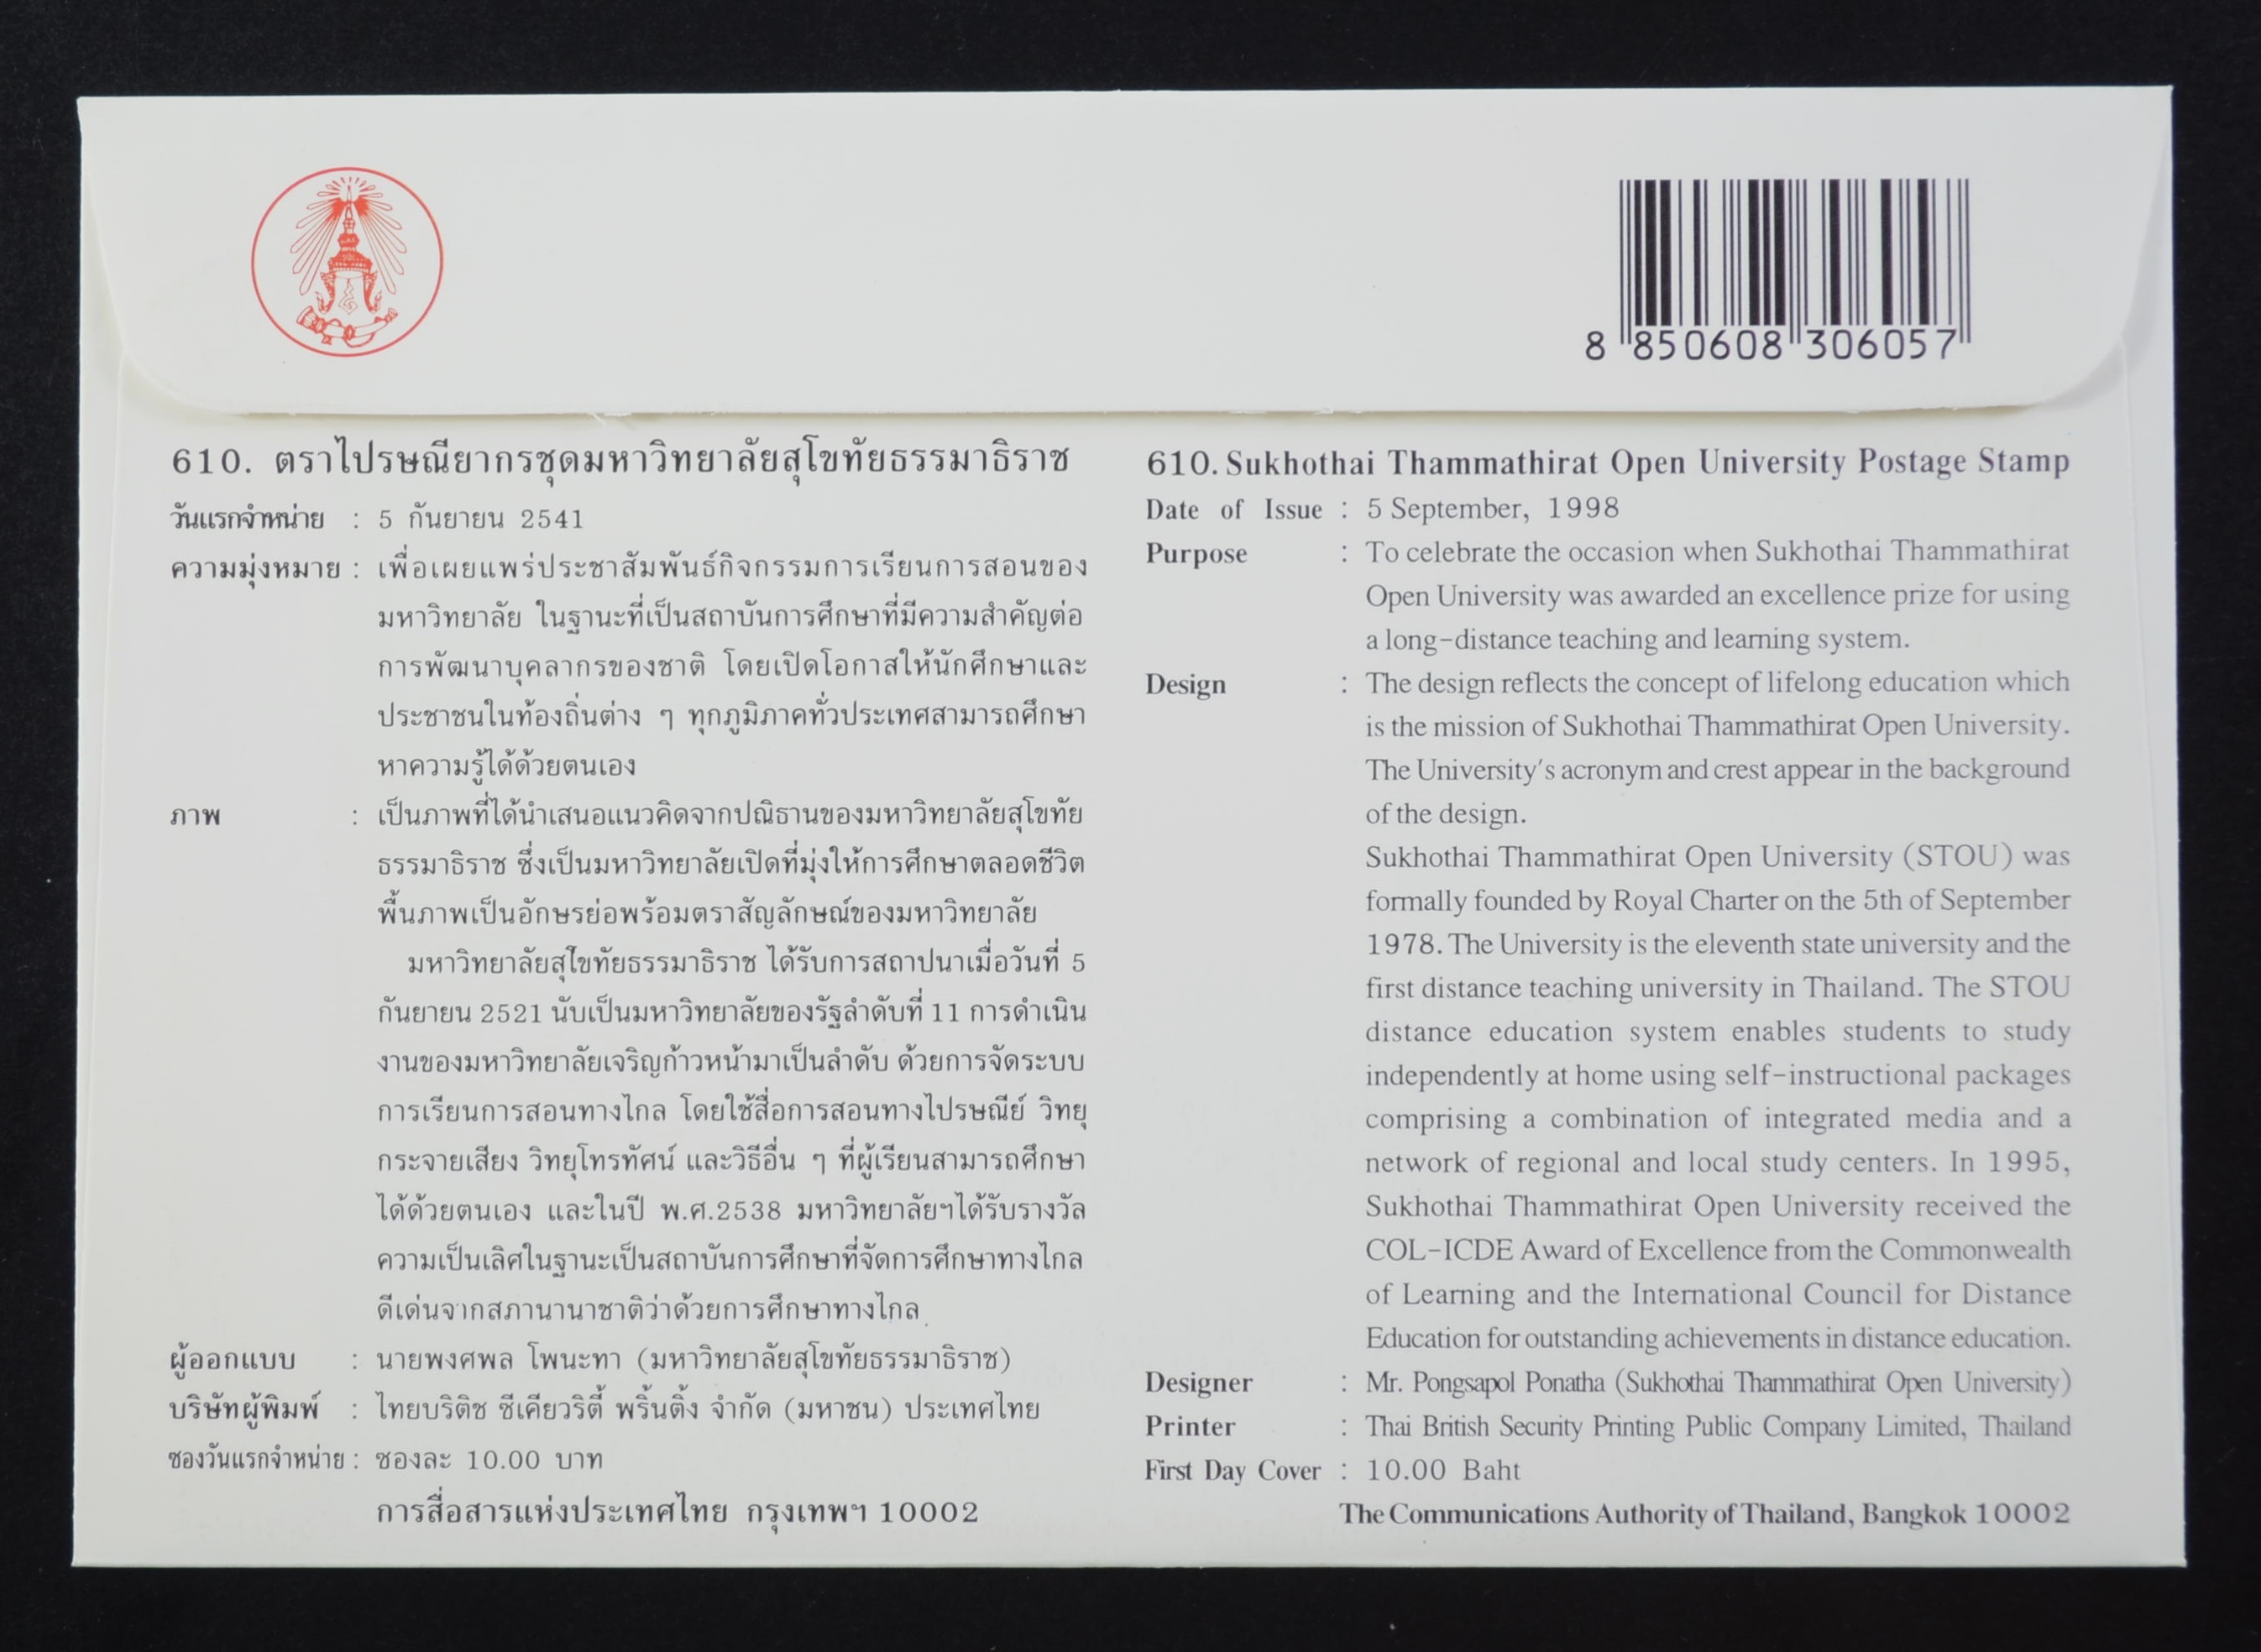 8 850608 306057
610. ตราไปรษณียากรชุดมหาวิทยาลัยสุโขทัยธรรมาธิราช
วันแรกจำหน่าย : 5 กันยายน 2541
ความมุ่งหมาย : เพื่อเผยแพร่ประชาสัมพันธ์กิจกรรมการเรียนการสอนของ
มหาวิทยาลัย ในฐานะที่เป็นสถาบันการศึกษาที่มีความสำคัญต่อ
การพัฒนาบุคลากรของชาติ โดยเปิดโอกาสให้นักศึกษาและ
ประชาชนในท้องถิ่นต่าง ๆ ทุกภูมิภาคทั่วประเทศสามารถศึกษา
หาความรู้ได้ด้วยตนเอง
ภาพ : เป็นภาพที่ได้นำเสนอแนวคิดจากปณิธานของมหาวิทยาลัยสุโขทัย
ธรรมาธิราช ซึ่งเป็นมหาวิทยาลัยเปิดที่มุ่งให้การศึกษาตลอดชีวิต
พื้นภาพเป็นอักษรย่อพร้อมตราสัญลักษณ์ของมหาวิทยาลัย
มหาวิทยาลัยสุโขทัยธรรมาธิราช ได้รับการสถาปนาเมื่อวันที่ 5
กันยายน 2521 นับเป็นมหาวิทยาลัยของรัฐลำดับที่ 11 การดำเนิน
งานของมหาวิทยาลัยเจริญก้าวหน้ามาเป็นลำดับ ด้วยการจัดระบบ
การเรียนการสอนทางไกล โดยใช้สื่อการสอนทางไปรษณีย์ วิทยุ
กระจายเสียง วิทยุโทรทัศน์ และวิธีอื่น ๆ ที่ผู้เรียนสามารถศึกษา
ได้ด้วยตนเอง และในปี พ.ศ.2538 มหาวิทยาลัยฯได้รับรางวัล
ความเป็นเลิศในฐานะเป็นสถาบันการศึกษาที่จัดการศึกษาทางไกล
ดีเด่นจากสภานานาชาติว่าด้วยการศึกษาทางไกล
ผู้ออกแบบ : นายพงศพล โพนะทา (มหาวิทยาลัยสุโขทัยธรรมาธิราช)
บริษัทผู้พิมพ์ : ไทยบริติช ซีเคียวริตี้ พริ้นติ้ง จำกัด (มหาชน) ประเทศไทย
ซองวันแรกจำหน่าย : ซองละ 10.00 บาท
การสื่อสารแห่งประเทศไทย กรุงเทพฯ 10002
610. Sukhothai Thammathirat Open University Postage Stamp
Date of Issue : 5 September, 1998
Purpose : To celebrate the occasion when Sukhothai Thammathirat
Open University was awarded an excellence prize for using
a long-distance teaching and learning system.
Design : The design reflects the concept of lifelong education which
is the mission of Sukhothai Thammathirat Open University.
The University's acronym and crest appear in the background
of the design.
Sukhothai Thammathirat Open University (STOU) was
formally founded by Royal Charter on the 5th of September
1978. The University is the eleventh state university and the
first distance teaching university in Thailand. The STOU
distance education system enables students to study
independently at home using self-instructional packages
comprising a combination of integrated media and a
network of regional and local study centers. In 1995,
Sukhothai Thammathirat Open University received the
COL-ICDE Award of Excellence from the Commonwealth
of Learning and the International Council for Distance
Education for outstanding achievements in distance education.
Designer : Mr. Pongsapol Ponatha (Sukhothai Thammathirat Open University)
Printer : Thai British Security Printing Public Company Limited, Thailand
First Day Cover : 10.00 Baht
The Communications Authority of Thailand, Bangkok 10002